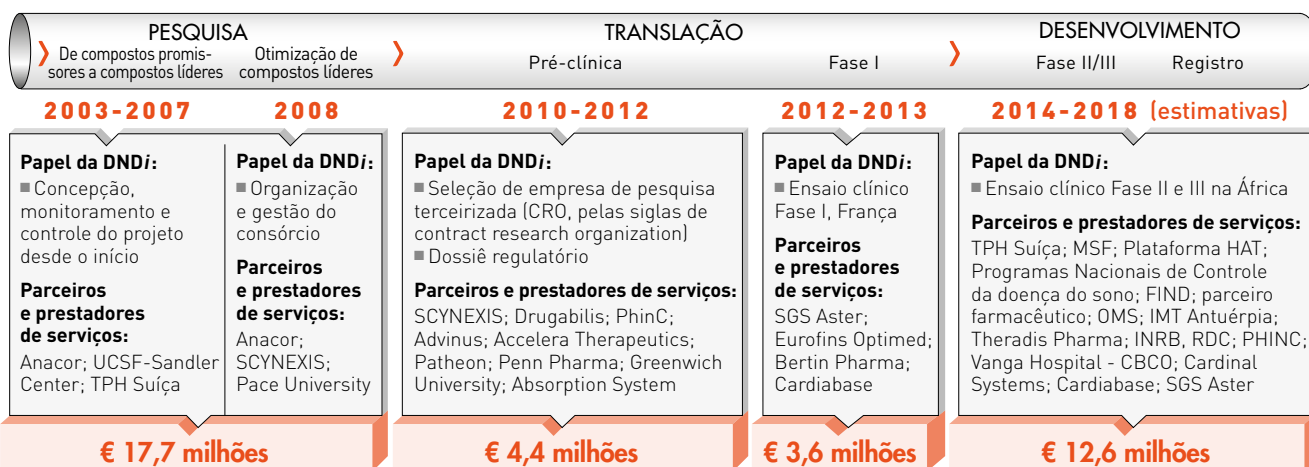 PESQUISA
De compostos promis-
sores a compostos líderes
Otimização de
compostos líderes
TRANSLAÇÃO
Pré-clínica
Fase I
DESENVOLVIMENTO
Fase II/III
Registro
2003-2007
Papel da DNDi:
Concepção,
monitoramento e
controle do projeto
desde o início
Parceiros
e prestadores
de serviços:
Anacor; UCSF-Sandler
Center; TPH Suíça
2008
Papel da DNDi:
Organização
e gestão do
consórcio
Parceiros
e prestadores
de serviços:
Anacor;
SCYNEXIS;
Pace University
€ 17,7 milhões
2010-2012
Papel da DNDi:
Seleção de empresa de pesquisa
terceirizada (CRO, pelas siglas de
contract research organization)
Dossiê regulatório
Parceiros e prestadores de serviços:
SCYNEXIS; Drugabilis; PhinC;
Advinus; Accelera Therapeutics;
Patheon; Penn Pharma; Greenwich
University; Absorption System
€ 4,4 milhões
2012-2013
Papel da DNDi:
Ensaio clínico
Fase I, França
Parceiros
e prestadores
de serviços:
SGS Aster;
Eurofins Optimed;
Bertin Pharma;
Cardiabase
€ 3,6 milhões
2014-2018 (estimativas)
Papel da DNDi:
Ensaio clínico Fase II e III na África
Parceiros e prestadores de serviços:
TPH Suíça; MSF; Plataforma HAT;
Programas Nacionais de Controle
da doença do sono; FIND; parceiro
farmacêutico; OMS; IMT Antuérpia;
Theradis Pharma; INRB, RDC; PHINC;
Vanga Hospital - CBCO; Cardinal
Systems; Cardiabase; SGS Aster
€ 12,6 milhões